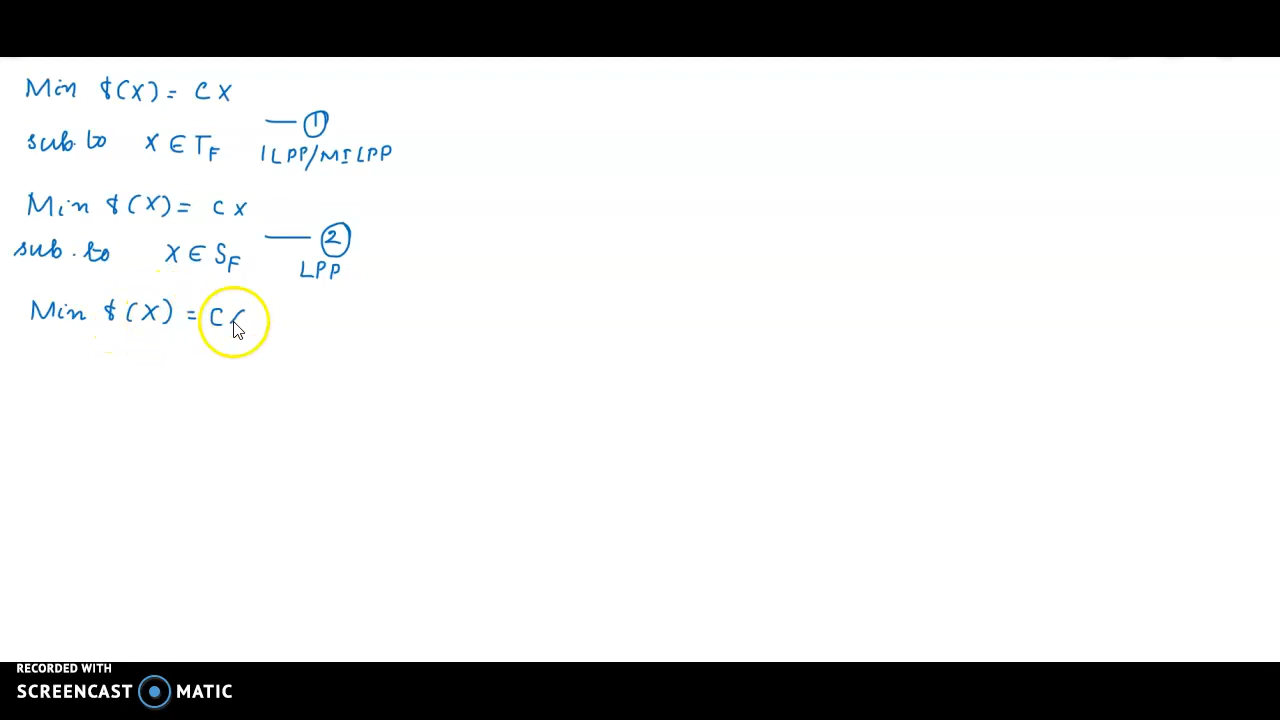 Min f(X) = CX
sub. to X ∈ T_F — ①
ILPP/MILPP
Min f(X) = CX
sub. to X ∈ S_F — ②
LPP
Min f(X) = C
RECORDED WITH
SCREENCAST MATIC